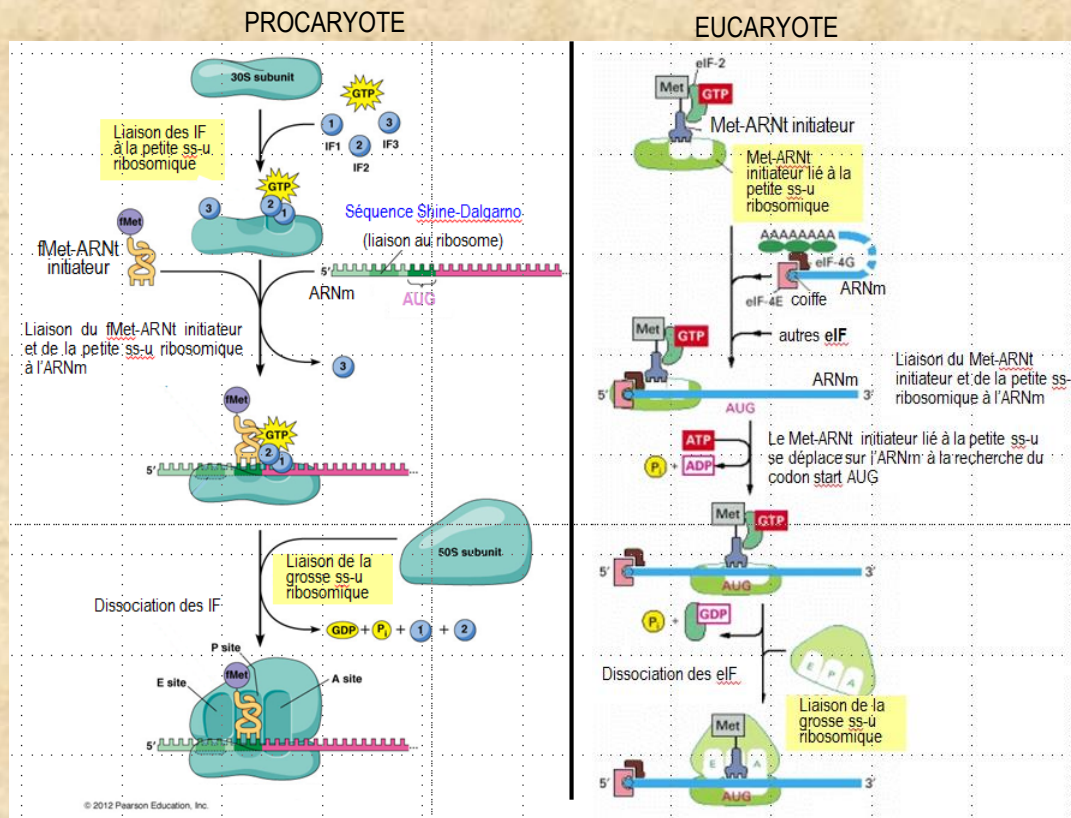 PROCARYOTE
30S subunit
GTP
1
3
IF1
2
IF3
IF2
Liaison des IF
à la petite ss-u
ribosomique
GTP
3
2
1
fMet
fMet-ARNt
initiateur
Séquence Shine-Dalgarno
(liaison au ribosome)
5'
ARNm
AUG
Liaison du fMet-ARNt initiateur
et de la petite ss-u ribosomique
à l'ARNm
3
fMet
GTP
2
1
5'
50S subunit
Liaison de la
grosse ss-u
ribosomique
Dissociation des IF
GDP + Pi + 1 + 2
P site
fMet
E site
A site
5'
© 2012 Pearson Education, Inc.
EUCARYOTE
eIF-2
Met
GTP
Met-ARNt initiateur
Met-ARNt
initiateur lié à la
petite ss-u
ribosomique
AAAAAAAA
eIF-4G
ARNm
eIF-4E
coiffe
autres eIF
Met
GTP
ARNm
5'
3'
AUG
Liaison du Met-ARNt
initiateur et de la petite ss-
ribosomique à l'ARNm
ATP
Pi + ADP
Le Met-ARNt initiateur lié à la petite ss-u
se déplace sur l'ARNm à la recherche du
codon start AUG
Met
GTP
5'
3'
AUG
Pi + GDP
E P A
Dissociation des eIF
Liaison de la
grosse ss-u
ribosomique
Met
E A
5'
3'
AUG